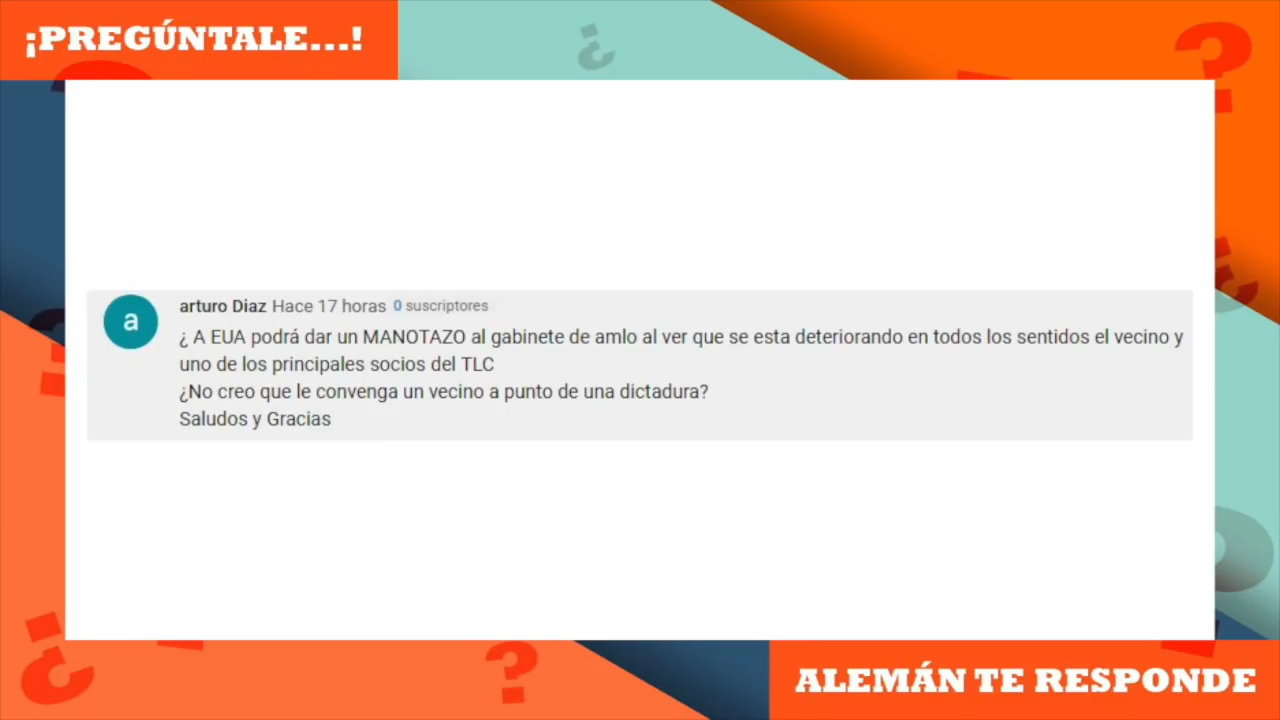 ¡PREGÚNTALE...!
arturo Diaz Hace 17 horas 0 suscriptores
¿ A EUA podrá dar un MANOTAZO al gabinete de amlo al ver que se esta deteriorando en todos los sentidos el vecino y
uno de los principales socios del TLC
¿No creo que le convenga un vecino a punto de una dictadura?
Saludos y Gracias
ALEMÁN TE RESPONDE